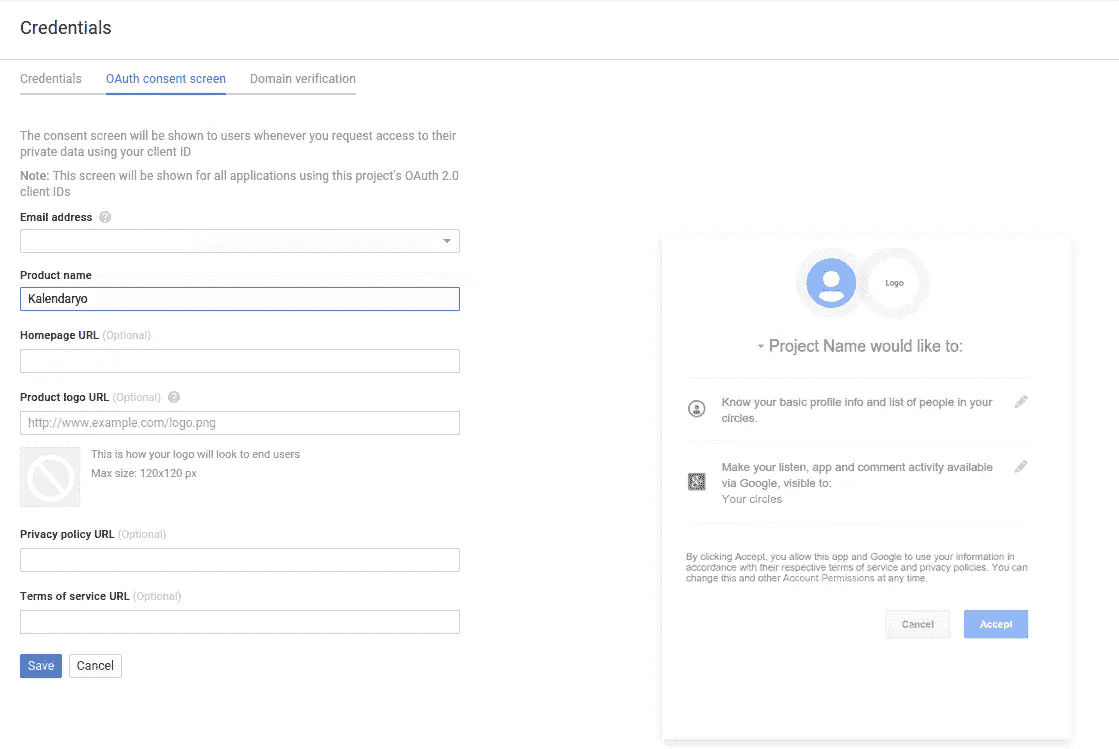 Credentials
Credentials OAuth consent screen Domain verification
The consent screen will be shown to users whenever you request access to their
private data using your client ID
Note: This screen will be shown for all applications using this project's OAuth 2.0
client IDs
Email address ?
Product name
Kalendaryo
Homepage URL (Optional)
Product logo URL (Optional) ?
http://www.example.com/logo.png
This is how your logo will look to end users
Max size: 120x120 px
Privacy policy URL (Optional)
Terms of service URL (Optional)
Save Cancel
Logo
Project Name would like to:
Know your basic profile info and list of people in your
circles.
Make your listen, app and comment activity available
via Google, visible to:
Your circles
By clicking Accept, you allow this app and Google to use your information in
accordance with their respective terms of service and privacy policies. You can
change this and other Account Permissions at any time.
Cancel Accept